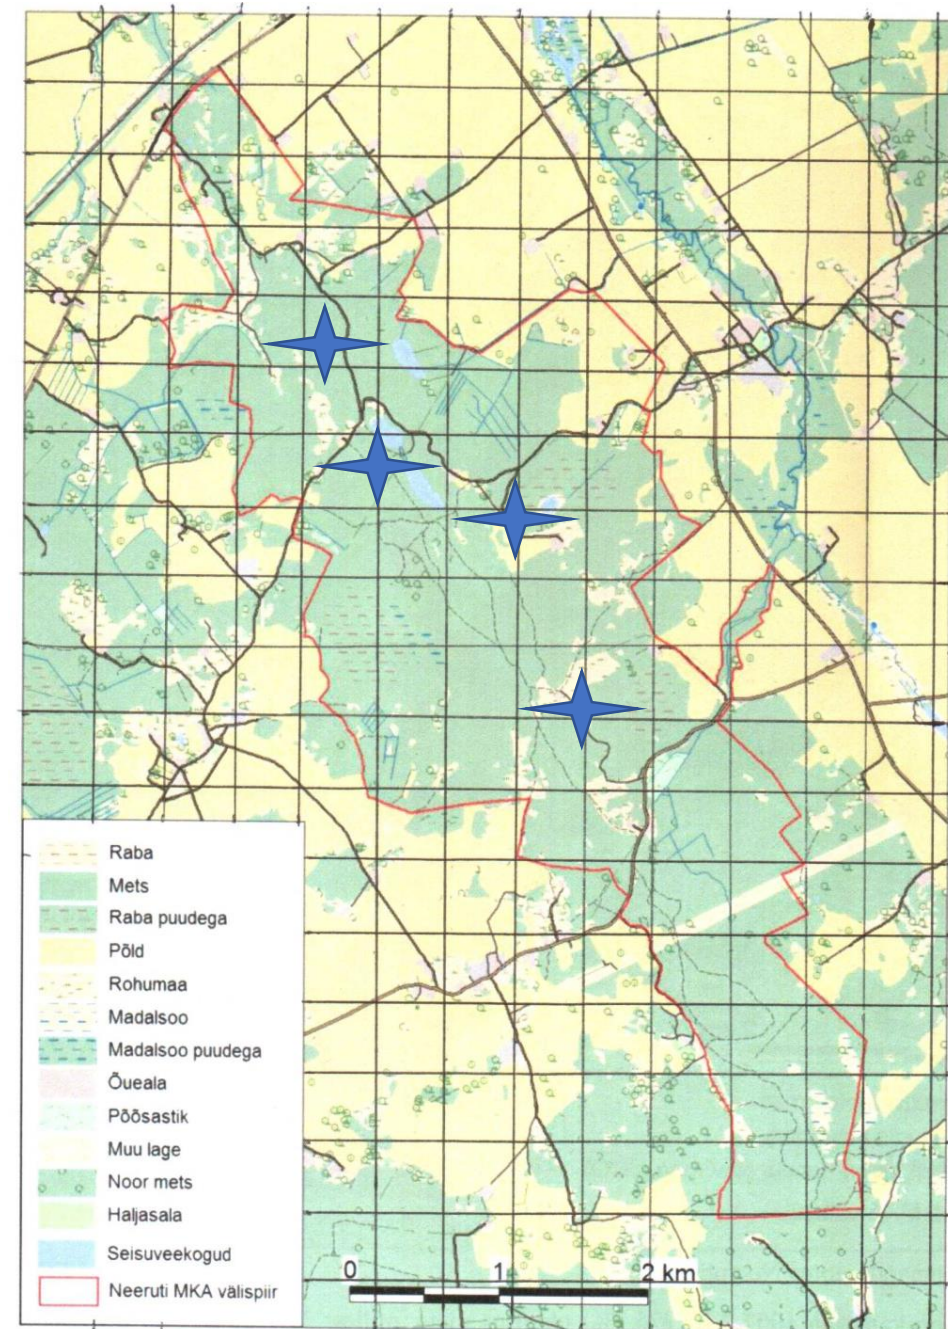 Raba
Mets
Raba puudega
Põld
Rohumaa
Madalsoo
Madalsoo puudega
Õueala
Põõsastik
Muu lage
Noor mets
Haljasala
Seisuveekogud
Neeruti MKA välispiir
0 1 2 km